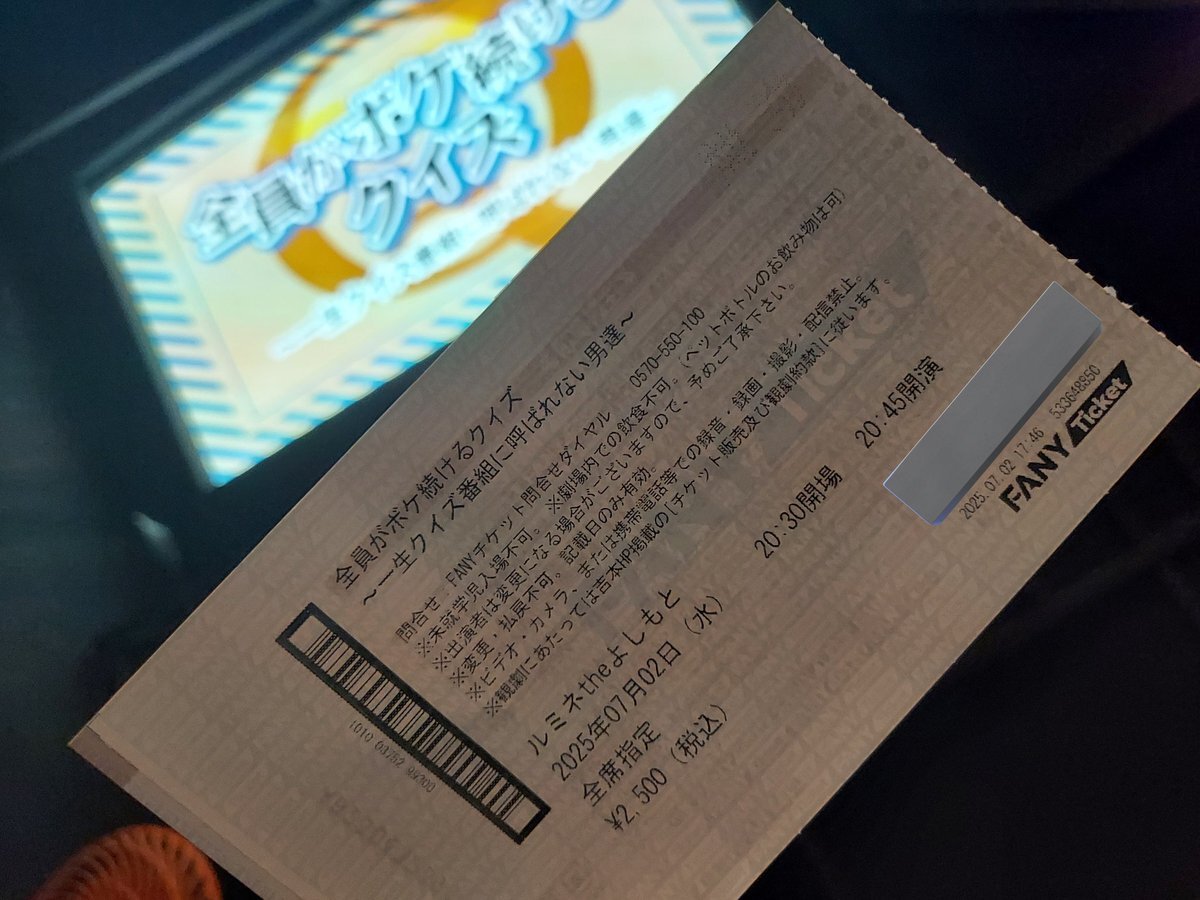 全員がボケ続ける
クイズ
全員がボケ続けるクイズ
~一生クイズ番組に呼ばれない男達~
問合せ:FANYチケット問合せダイヤル 0570-550-100
※未就学児入場不可。※劇場内での飲食不可。(ペットボトルのお飲み物は可)
※出演者は変更になる場合がございますので、予めご了承下さい。
※変更・払戻不可。記載日のみ有効。
※ビデオ・カメラ・または携帯電話等での録音・録画・撮影・配信禁止。
※観劇にあたっては吉本HP掲載の[チケット販売及び観劇約款]に従います。
ルミネtheよしもと
2025年07月02日(水) 20:30開場 20:45開演
全席指定
¥2,500(税込)
2025.07.02 17:46 533648550
FANY Ticket